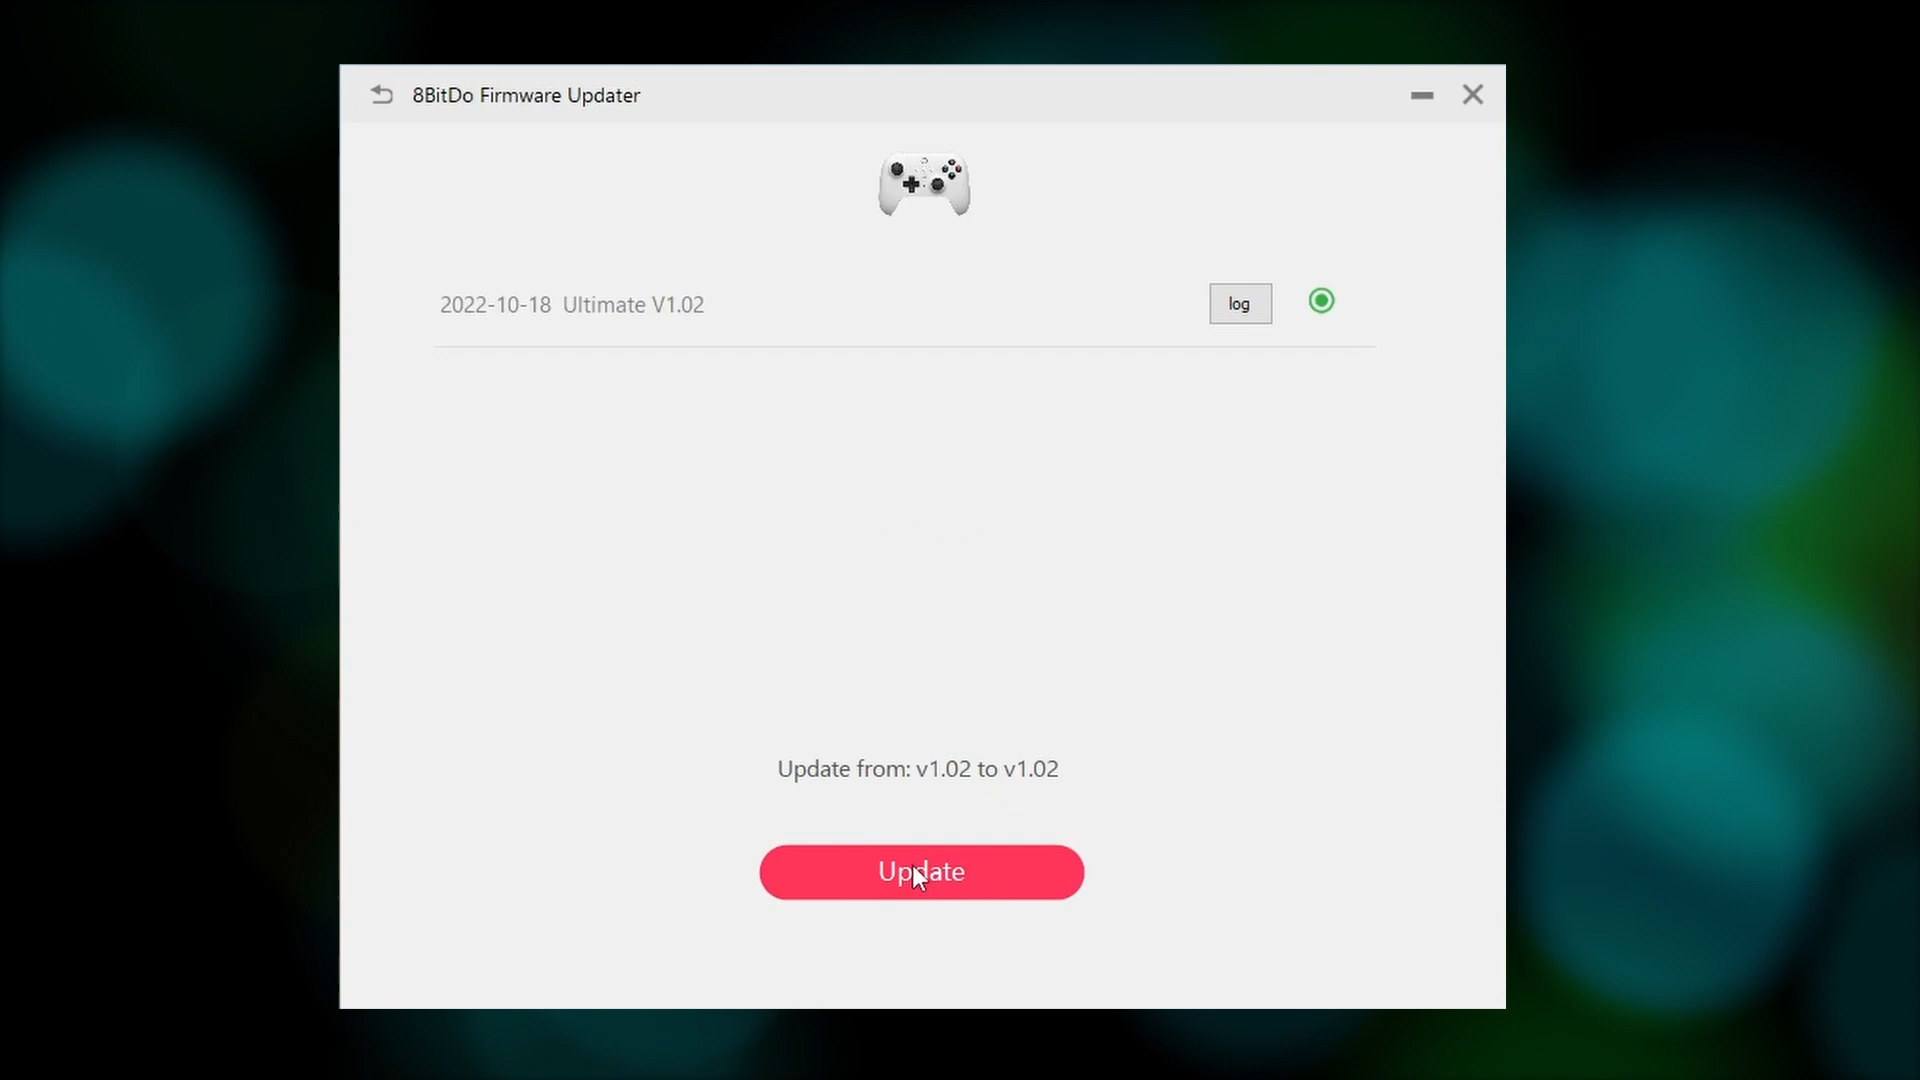 8BitDo Firmware Updater
2022-10-18 Ultimate V1.02
log
Update from: v1.02 to v1.02
Update